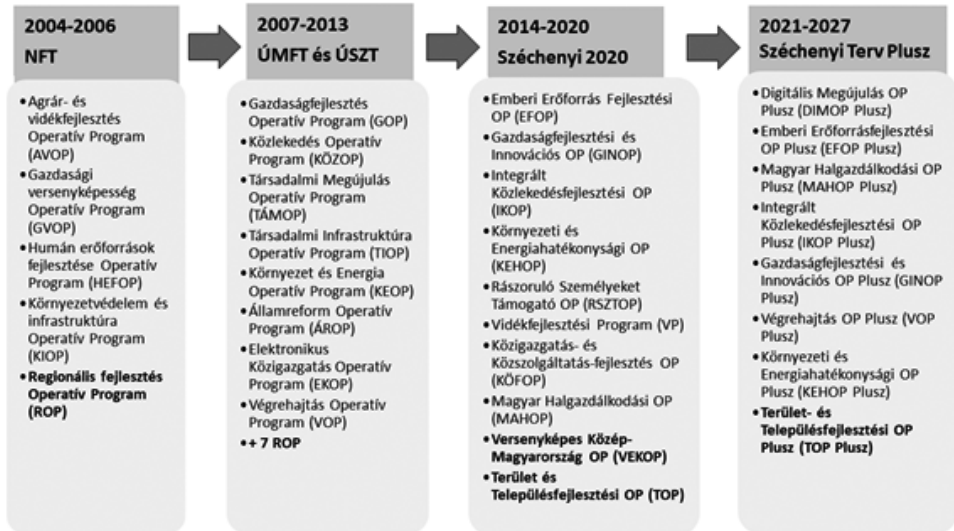 2004-2006
NFT
•Agrár- és
vidékfejlesztés
Operatív Program
(AVOP)
•Gazdasági
versenyképesség
Operatív Program
(GVOP)
•Humán erőforrások
fejlesztése Operatív
Program (HEFOP)
•Környezetvédelem és
infrastruktúra
Operatív Program
(KIOP)
•Regionális fejlesztés
Operatív Program
(ROP)
2007-2013
ÚMFT és ÚSZT
•Gazdaságfejlesztés
Operatív Program (GOP)
•Közlekedés Operatív
Program (KÖZOP)
•Társadalmi Megújulás
Operatív Program
(TÁMOP)
•Társadalmi Infrastruktúra
Operatív Program (TIOP)
•Környezet és Energia
Operatív Program (KEOP)
•Államreform Operatív
Program (ÁROP)
•Elektronikus
Közigazgatás Operatív
Program (EKOP)
•Végrehajtás Operatív
Program (VOP)
•+ 7 ROP
2014-2020
Széchenyi 2020
•Emberi Erőforrás Fejlesztési
OP (EFOP)
•Gazdaságfejlesztési és
Innovációs OP (GINOP)
•Integrált
Közlekedésfejlesztési OP
(IKOP)
•Környezeti és
Energiahatékonysági OP
(KEHOP)
•Rászoruló Személyeket
Támogató OP (RSZTOP)
•Vidékfejlesztési Program (VP)
•Közigazgatás- és
Közszolgáltatás-fejlesztés OP
(KÖFOP)
•Magyar Halgazdálkodási OP
(MAHOP)
•Versenyképes Közép-
Magyarország OP (VEKOP)
•Terület és
Településfejlesztési OP (TOP)
2021-2027
Széchenyi Terv Plusz
•Digitális Megújulás OP
Plusz (DIMOP Plusz)
•Emberi Erőforrásfejlesztési
OP Plusz (EFOP Plusz)
•Magyar Halgazdálkodási OP
Plusz (MAHOP Plusz)
•Integrált
Közlekedésfejlesztési OP
Plusz (IKOP Plusz)
•Gazdaságfejlesztési és
Innovációs OP Plusz (GINOP
Plusz)
•Végrehajtás OP Plusz (VOP
Plusz)
•Környezeti és
Energiahatékonysági OP
Plusz (KEHOP Plusz)
•Terület- és
Településfejlesztési OP
Plusz (TOP Plusz)